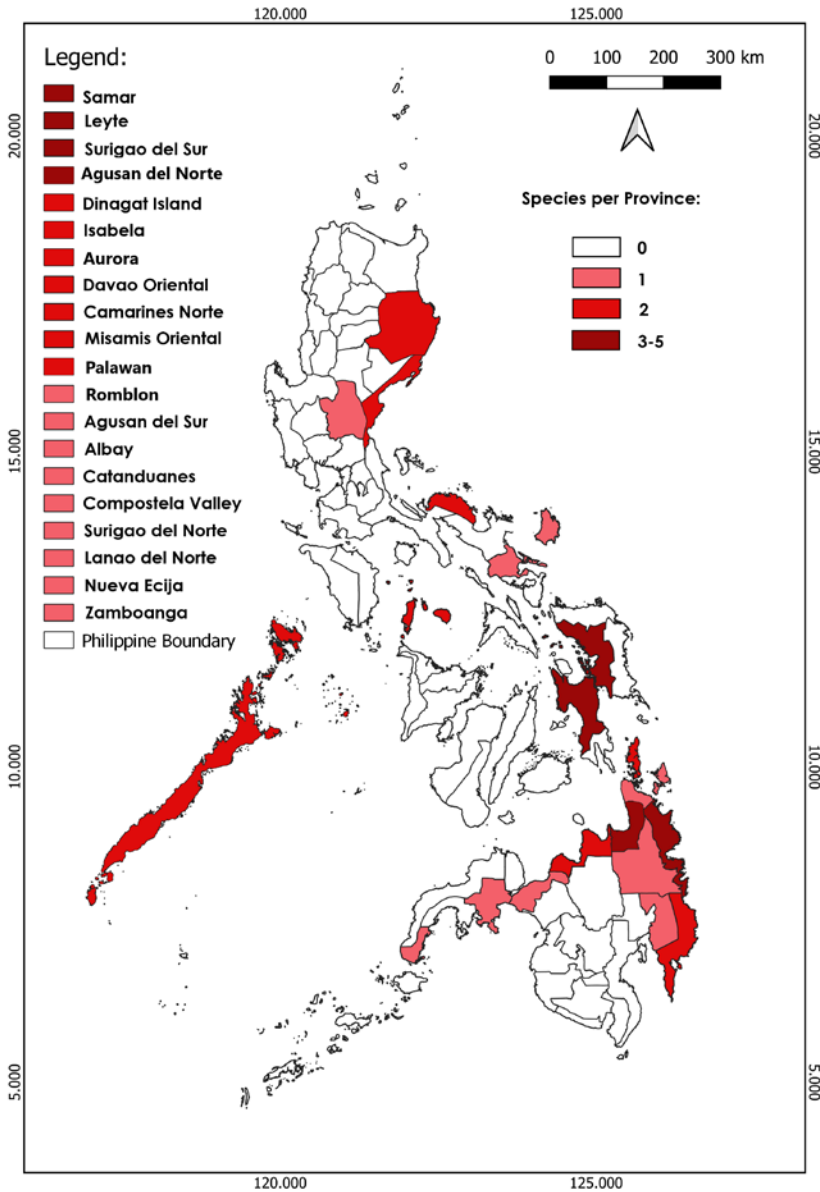 120.000 125.000
Legend:
Samar
Leyte
Surigao del Sur
Agusan del Norte
Dinagat Island
Isabela
Aurora
Davao Oriental
Camarines Norte
Misamis Oriental
Palawan
Romblon
Agusan del Sur
Albay
Catanduanes
Compostela Valley
Surigao del Norte
Lanao del Norte
Nueva Ecija
Zamboanga
Philippine Boundary
0 100 200 300 km
Species per Province:
0
1
2
3-5
20.000 20.000
15.000 15.000
10.000 10.000
5.000 5.000
120.000 125.000